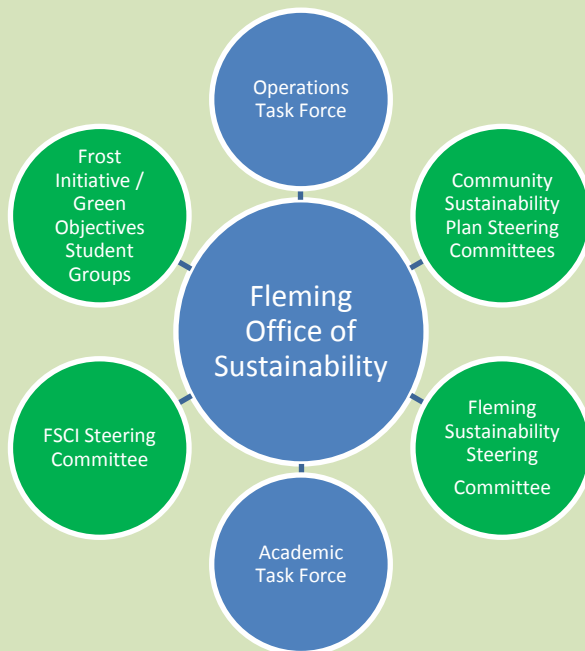 Operations
Task Force
Frost
Initiative /
Green
Objectives
Student
Groups
Community
Sustainability
Plan Steering
Committees
Fleming
Office of
Sustainability
FSCI Steering
Committee
Fleming
Sustainability
Steering
Committee
Academic
Task Force